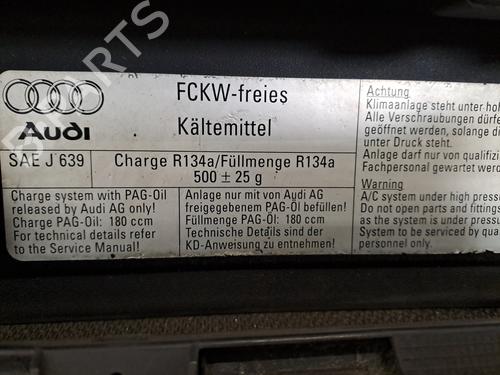 Audi
FCKW-freies
Kältemittel
SAE J 639
Charge R134a/Füllmenge R134a
500 ± 25 g
Charge system with PAG-Oil
released by Audi AG only!
Charge PAG-Oil: 180 ccm
For technical details refer
to the Service Manual!
Anlage nur mit von Audi AG
freigegebenem PAG-Öl befüllen!
Füllmenge PAG-Öl: 180 ccm
Technische Details sind der
KD-Anweisung zu entnehmen!
Achtung
Klimaanlage steht unter
Alle Verschraubungen
geöffnet werden, solange
unter Druck steht.
Anlage darf nur von
Fachpersonal gewartet
Warning
A/C system under high
Do not open parts and
as the system is under
System to be serviced by
personnel only.
PARTS